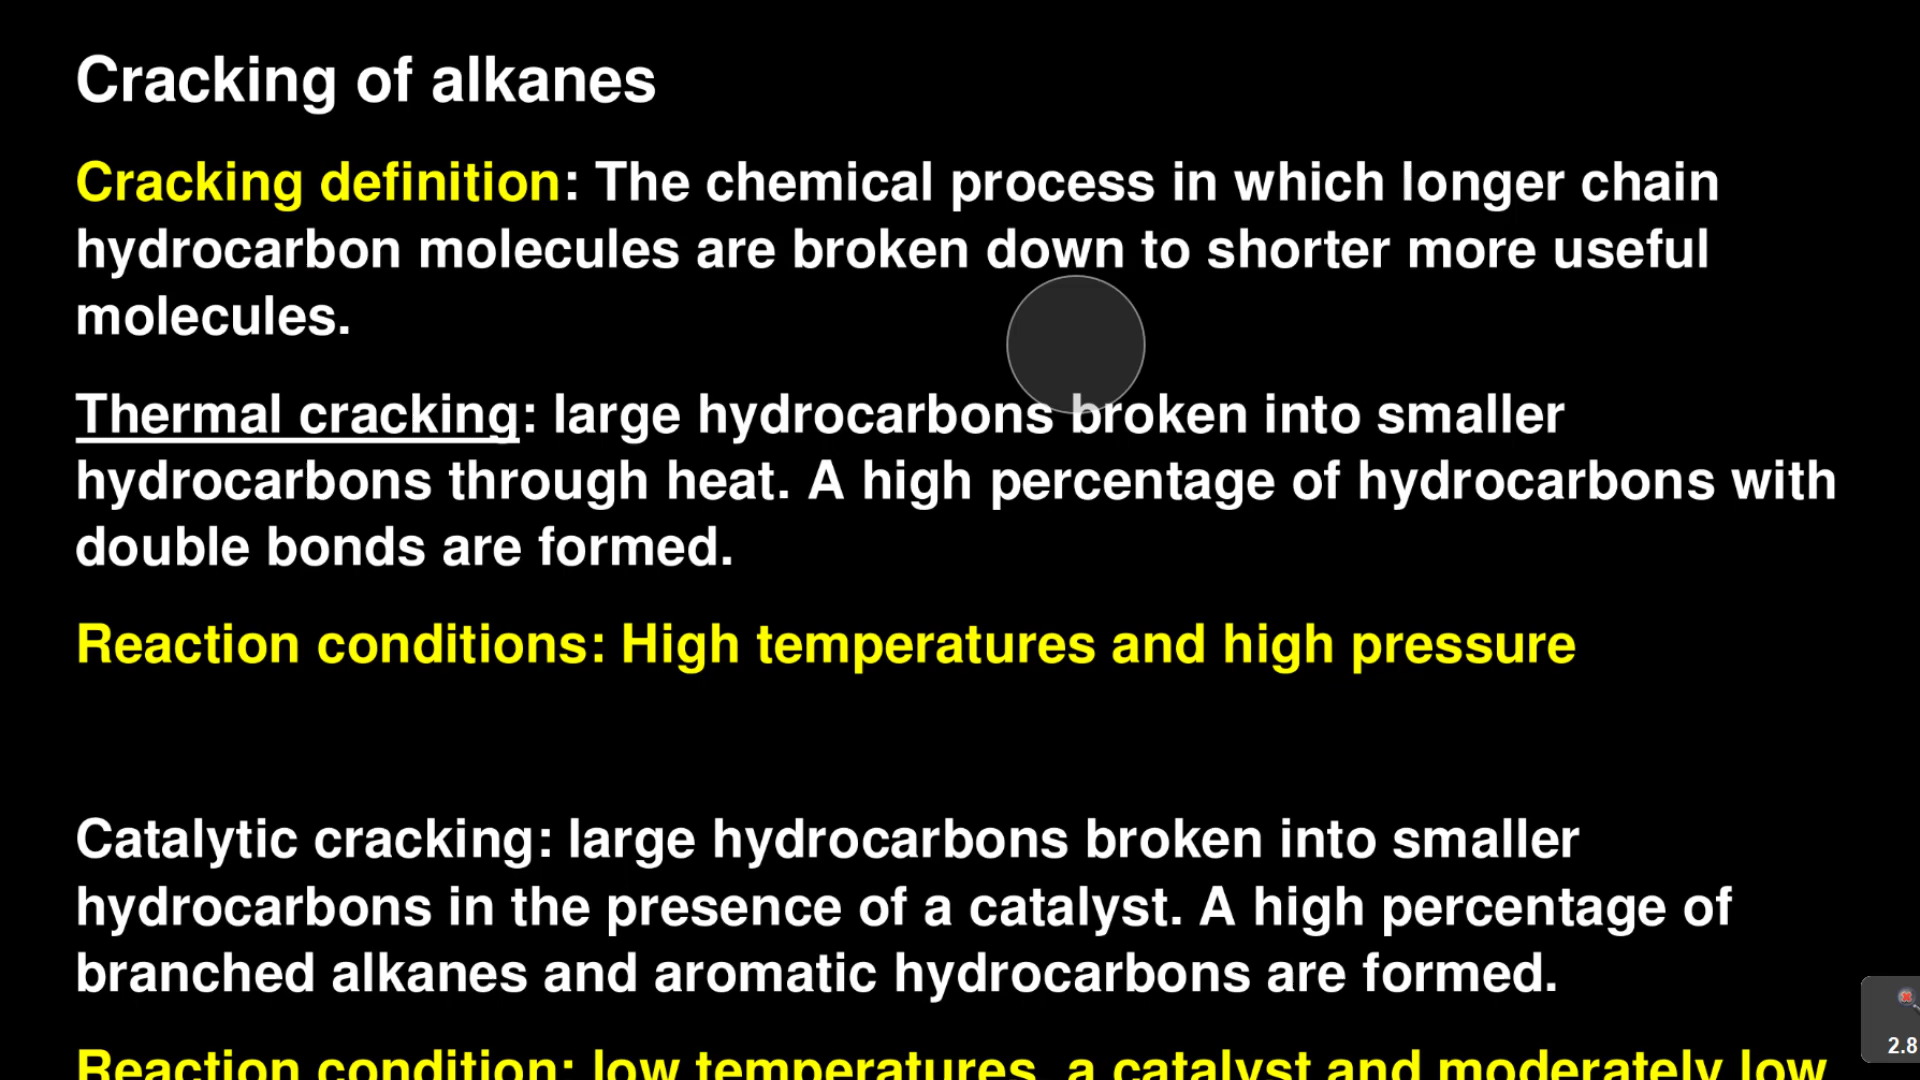 Cracking of alkanes
Cracking definition: The chemical process in which longer chain
hydrocarbon molecules are broken down to shorter more useful
molecules.
Thermal cracking: large hydrocarbons broken into smaller
hydrocarbons through heat. A high percentage of hydrocarbons with
double bonds are formed.
Reaction conditions: High temperatures and high pressure
Catalytic cracking: large hydrocarbons broken into smaller
hydrocarbons in the presence of a catalyst. A high percentage of
branched alkanes and aromatic hydrocarbons are formed.
Reaction condition: low temperatures, a catalyst and moderately low
2.8